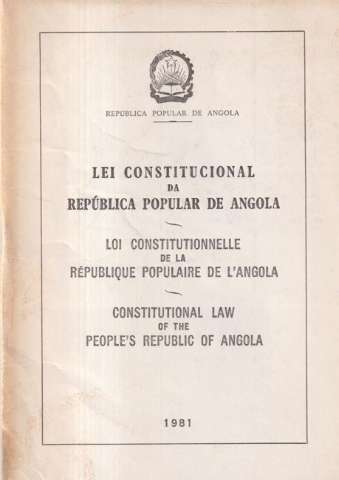 REPÚBLICA POPULAR DE ANGOLA
LEI CONSTITUCIONAL
DA
REPÚBLICA POPULAR DE ANGOLA
LOI CONSTITUTIONNELLE
DE LA
RÉPUBLIQUE POPULAIRE DE L'ANGOLA
CONSTITUTIONAL LAW
OF THE
PEOPLE'S REPUBLIC OF ANGOLA
1981